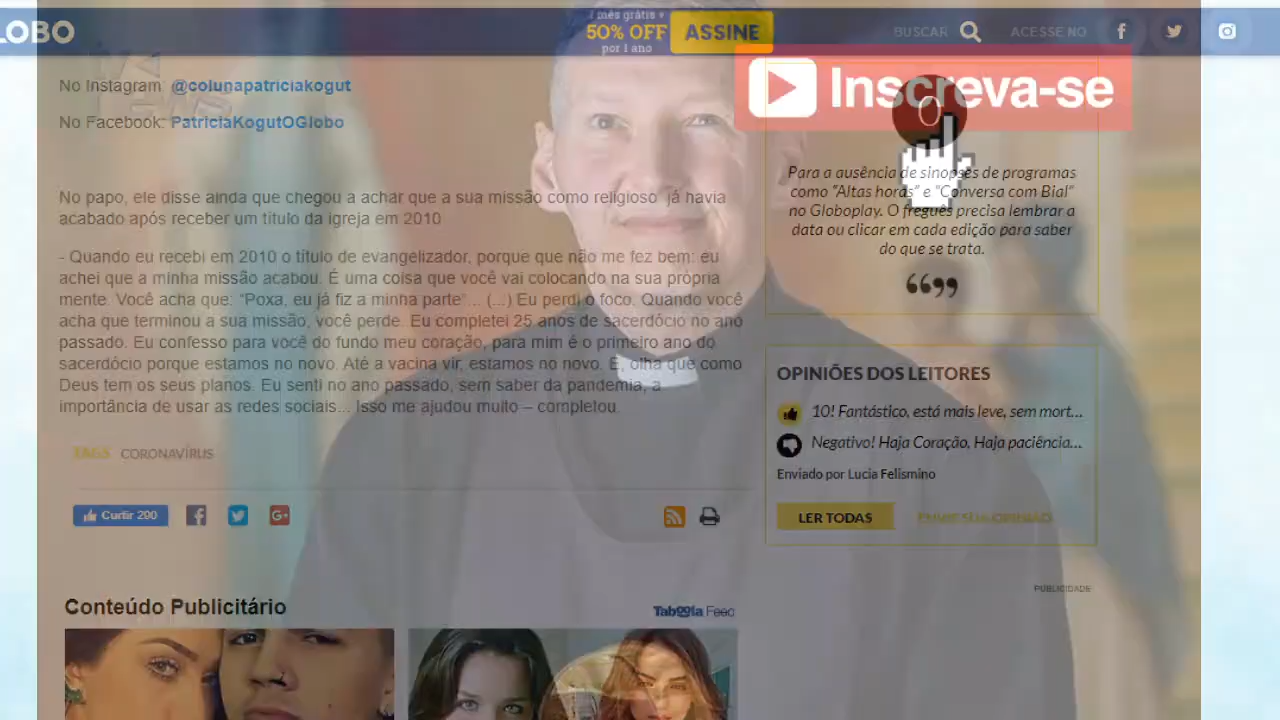 LOBO
1 mês grátis +
50% OFF
por 1 ano
ASSINE
BUSCAR
ACESSE NO
Inscreva-se
No Instagram: @colunapatriciakogut
No Facebook: PatriciaKogutOGlobo
No papo, ele disse ainda que chegou a achar que a sua missão como religioso já havia
acabado após receber um título da igreja em 2010
- Quando eu recebi em 2010 o título de evangelizador, porque que não me fez bem: eu
achei que a minha missão acabou. É uma coisa que você vai colocando na sua própria
mente. Você acha que: "Poxa, eu já fiz a minha parte"... (...) Eu perdi o foco. Quando você
acha que terminou a sua missão, você perde. Eu completei 25 anos de sacerdócio no ano
passado. Eu confesso para você do fundo meu coração, para mim é o primeiro ano do
sacerdócio porque estamos no novo. Até a vacina vir, estamos no novo. E, olha que como
Deus tem os seus planos. Eu senti no ano passado, sem saber da pandemia, a
importância de usar as redes sociais... Isso me ajudou muito – completou.
TAGS CORONAVÍRUS
Curtir 290
Conteúdo Publicitário
Taboola Feed
0
Para a ausência de sinopses de programas
como "Altas horas" e "Conversa com Bial"
no Globoplay. O freguês precisa lembrar a
data ou clicar em cada edição para saber
do que se trata.
OPINIÕES DOS LEITORES
10! Fantástico, está mais leve, sem mort...
Negativo! Haja Coração, Haja paciência...
Enviado por Lucia Felismino
LER TODAS
ENVIE SUA OPINIÃO
PUBLICIDADE